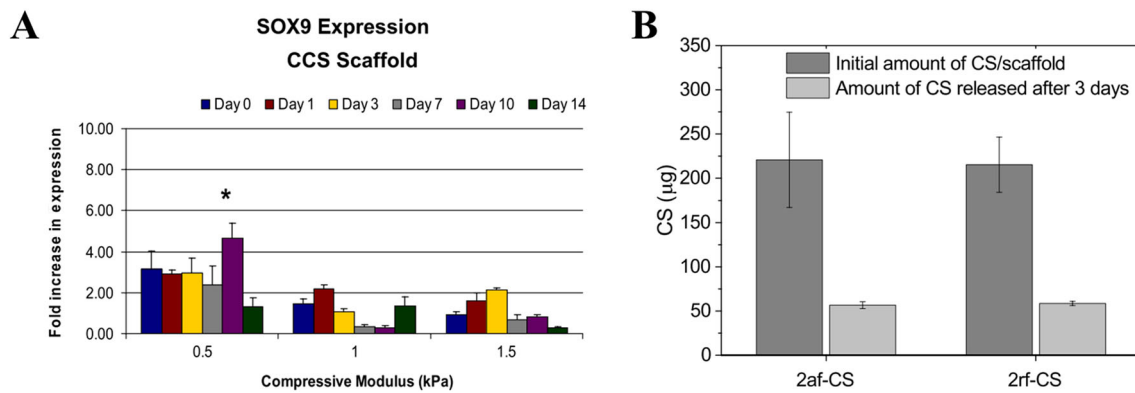 A
SOX9 Expression
CCS Scaffold
Day 0 Day 1 Day 3 Day 7 Day 10 Day 14
Fold increase in expression
10.00
8.00
6.00
4.00
2.00
0.00
*
0.5 1 1.5
Compressive Modulus (kPa)
B
Initial amount of CS/scaffold
Amount of CS released after 3 days
CS (µg)
350
300
250
200
150
100
50
0
2af-CS 2rf-CS